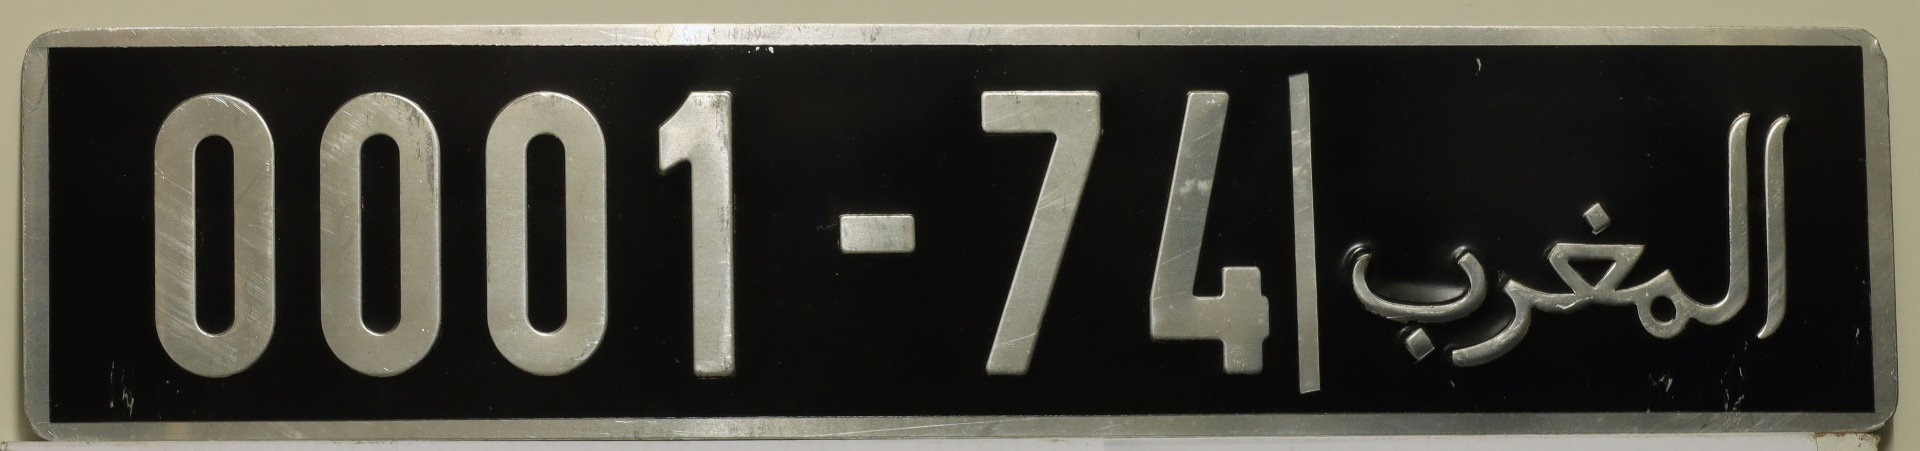 0001 - 74 | المغرب